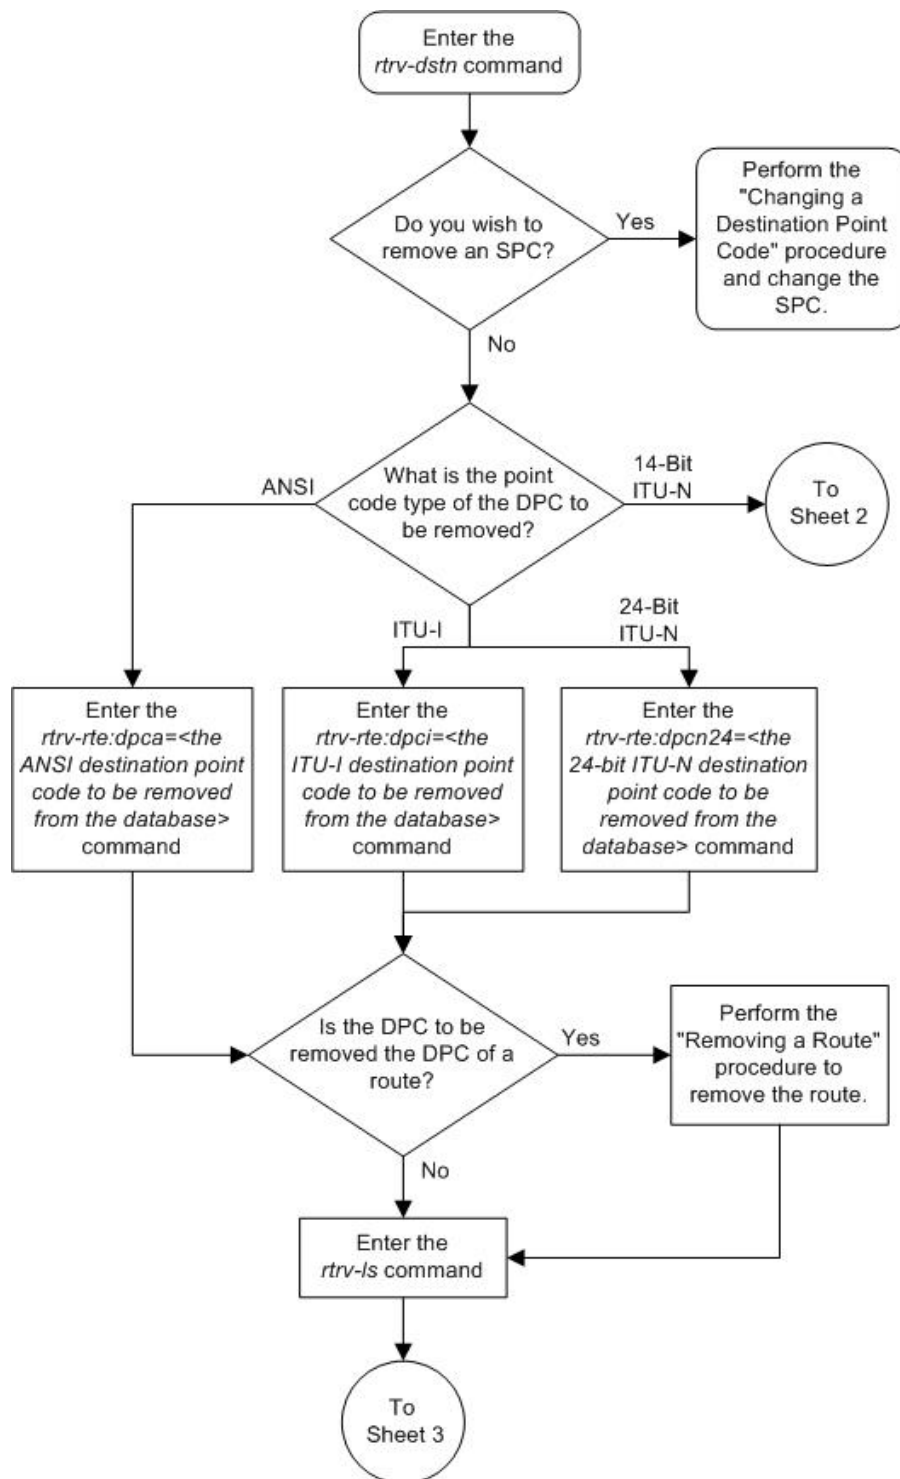 Enter the
rtrv-dstn command
Do you wish to
remove an SPC?
Yes
Perform the
"Changing a
Destination Point
Code" procedure
and change the
SPC.
No
What is the point
code type of the DPC to
be removed?
ANSI
14-Bit
ITU-N
To
Sheet 2
ITU-I
24-Bit
ITU-N
Enter the
rtrv-rte:dpca=<the
ANSI destination point
code to be removed
from the database>
command
Enter the
rtrv-rte:dpci=<the
ITU-I destination point
code to be removed
from the database>
command
Enter the
rtrv-rte:dpcn24=<the
24-bit ITU-N destination
point code to be
removed from the
database> command
Is the DPC to be
removed the DPC of a
route?
Yes
Perform the
"Removing a Route"
procedure to
remove the route.
No
Enter the
rtrv-ls command
To
Sheet 3